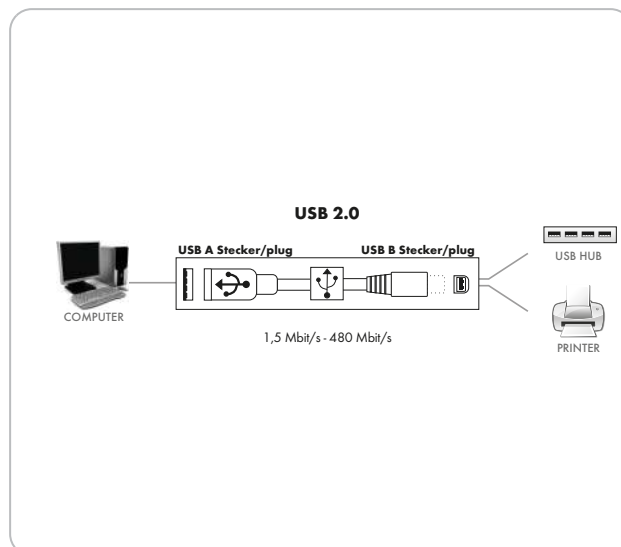 USB 2.0
USB A Stecker/plug USB B Stecker/plug
USB HUB
COMPUTER
1,5 Mbit/s - 480 Mbit/s
PRINTER